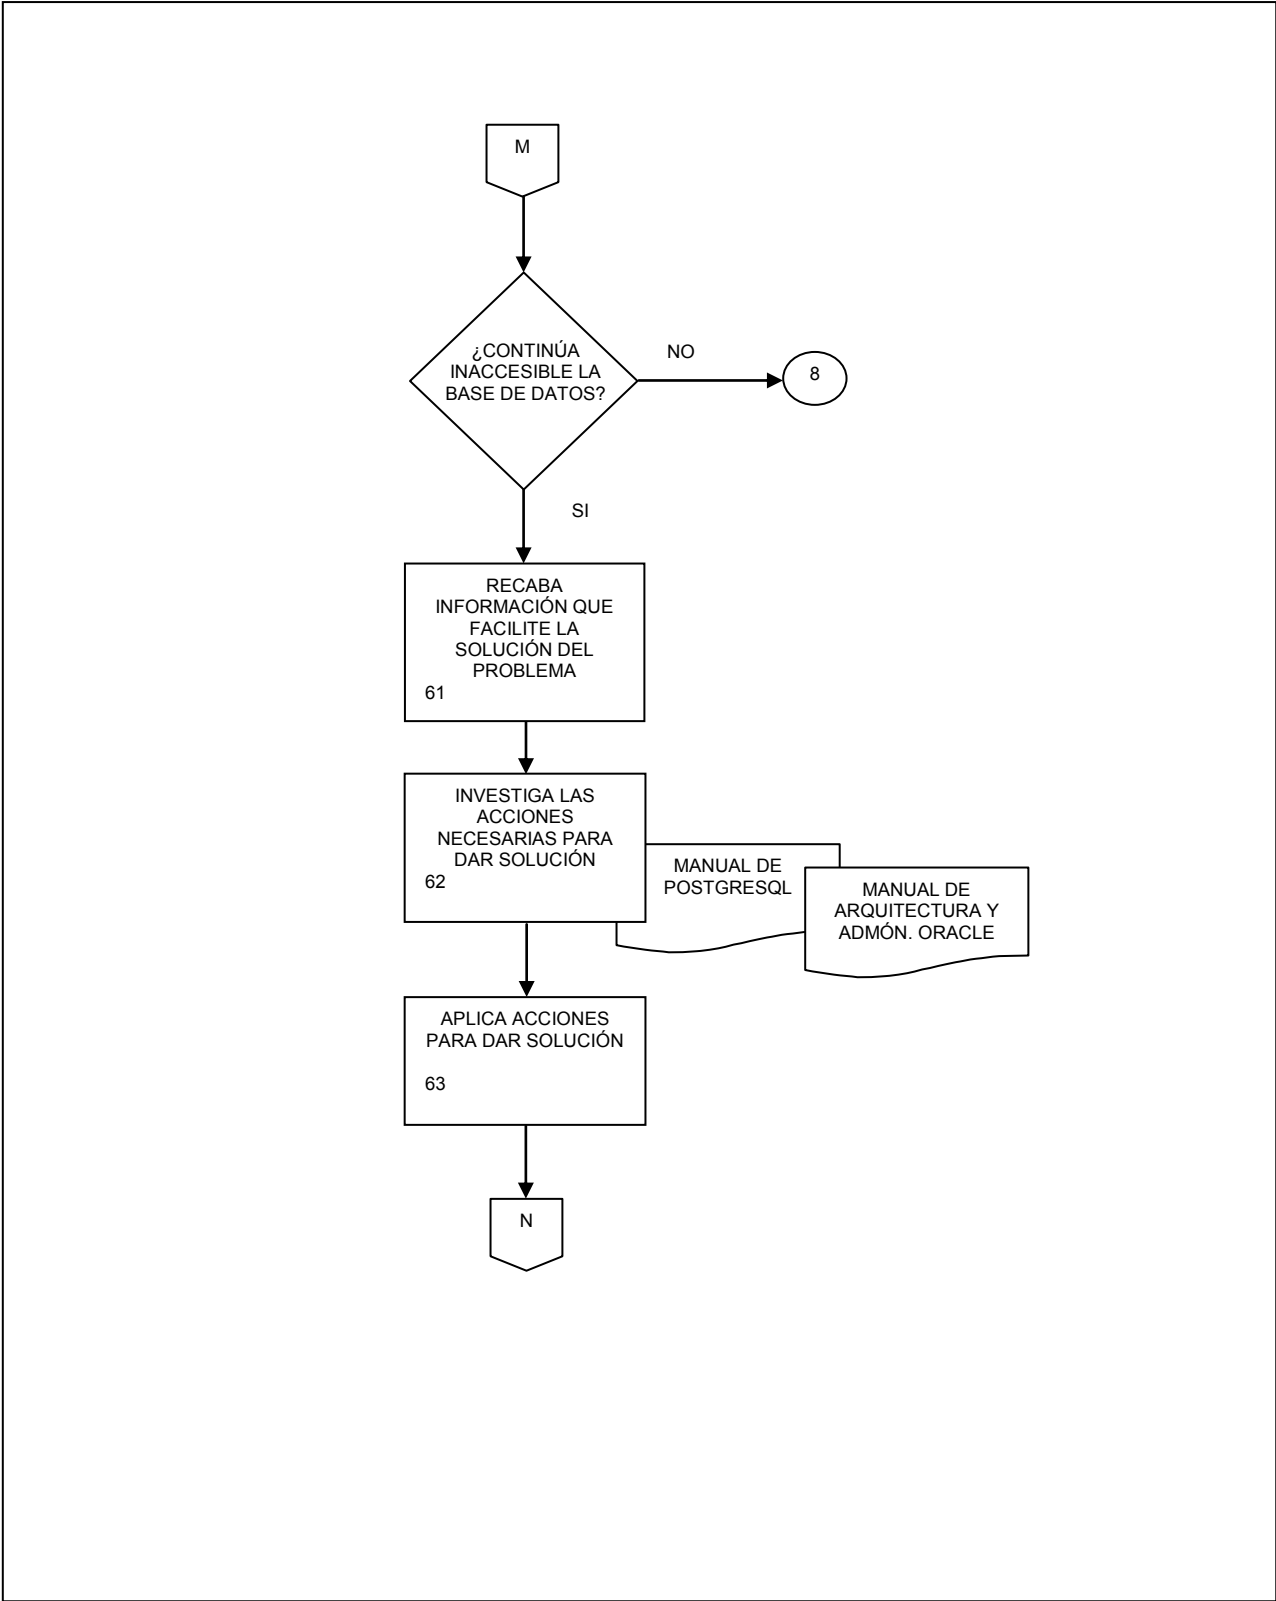 M
¿CONTINÚA
INACCESIBLE LA
BASE DE DATOS?
NO
8
SI
RECABA
INFORMACIÓN QUE
FACILITE LA
SOLUCIÓN DEL
PROBLEMA
61
INVESTIGA LAS
ACCIONES
NECESARIAS PARA
DAR SOLUCIÓN
62
MANUAL DE
POSTGRESQL
MANUAL DE
ARQUITECTURA Y
ADMÓN. ORACLE
APLICA ACCIONES
PARA DAR SOLUCIÓN
63
N